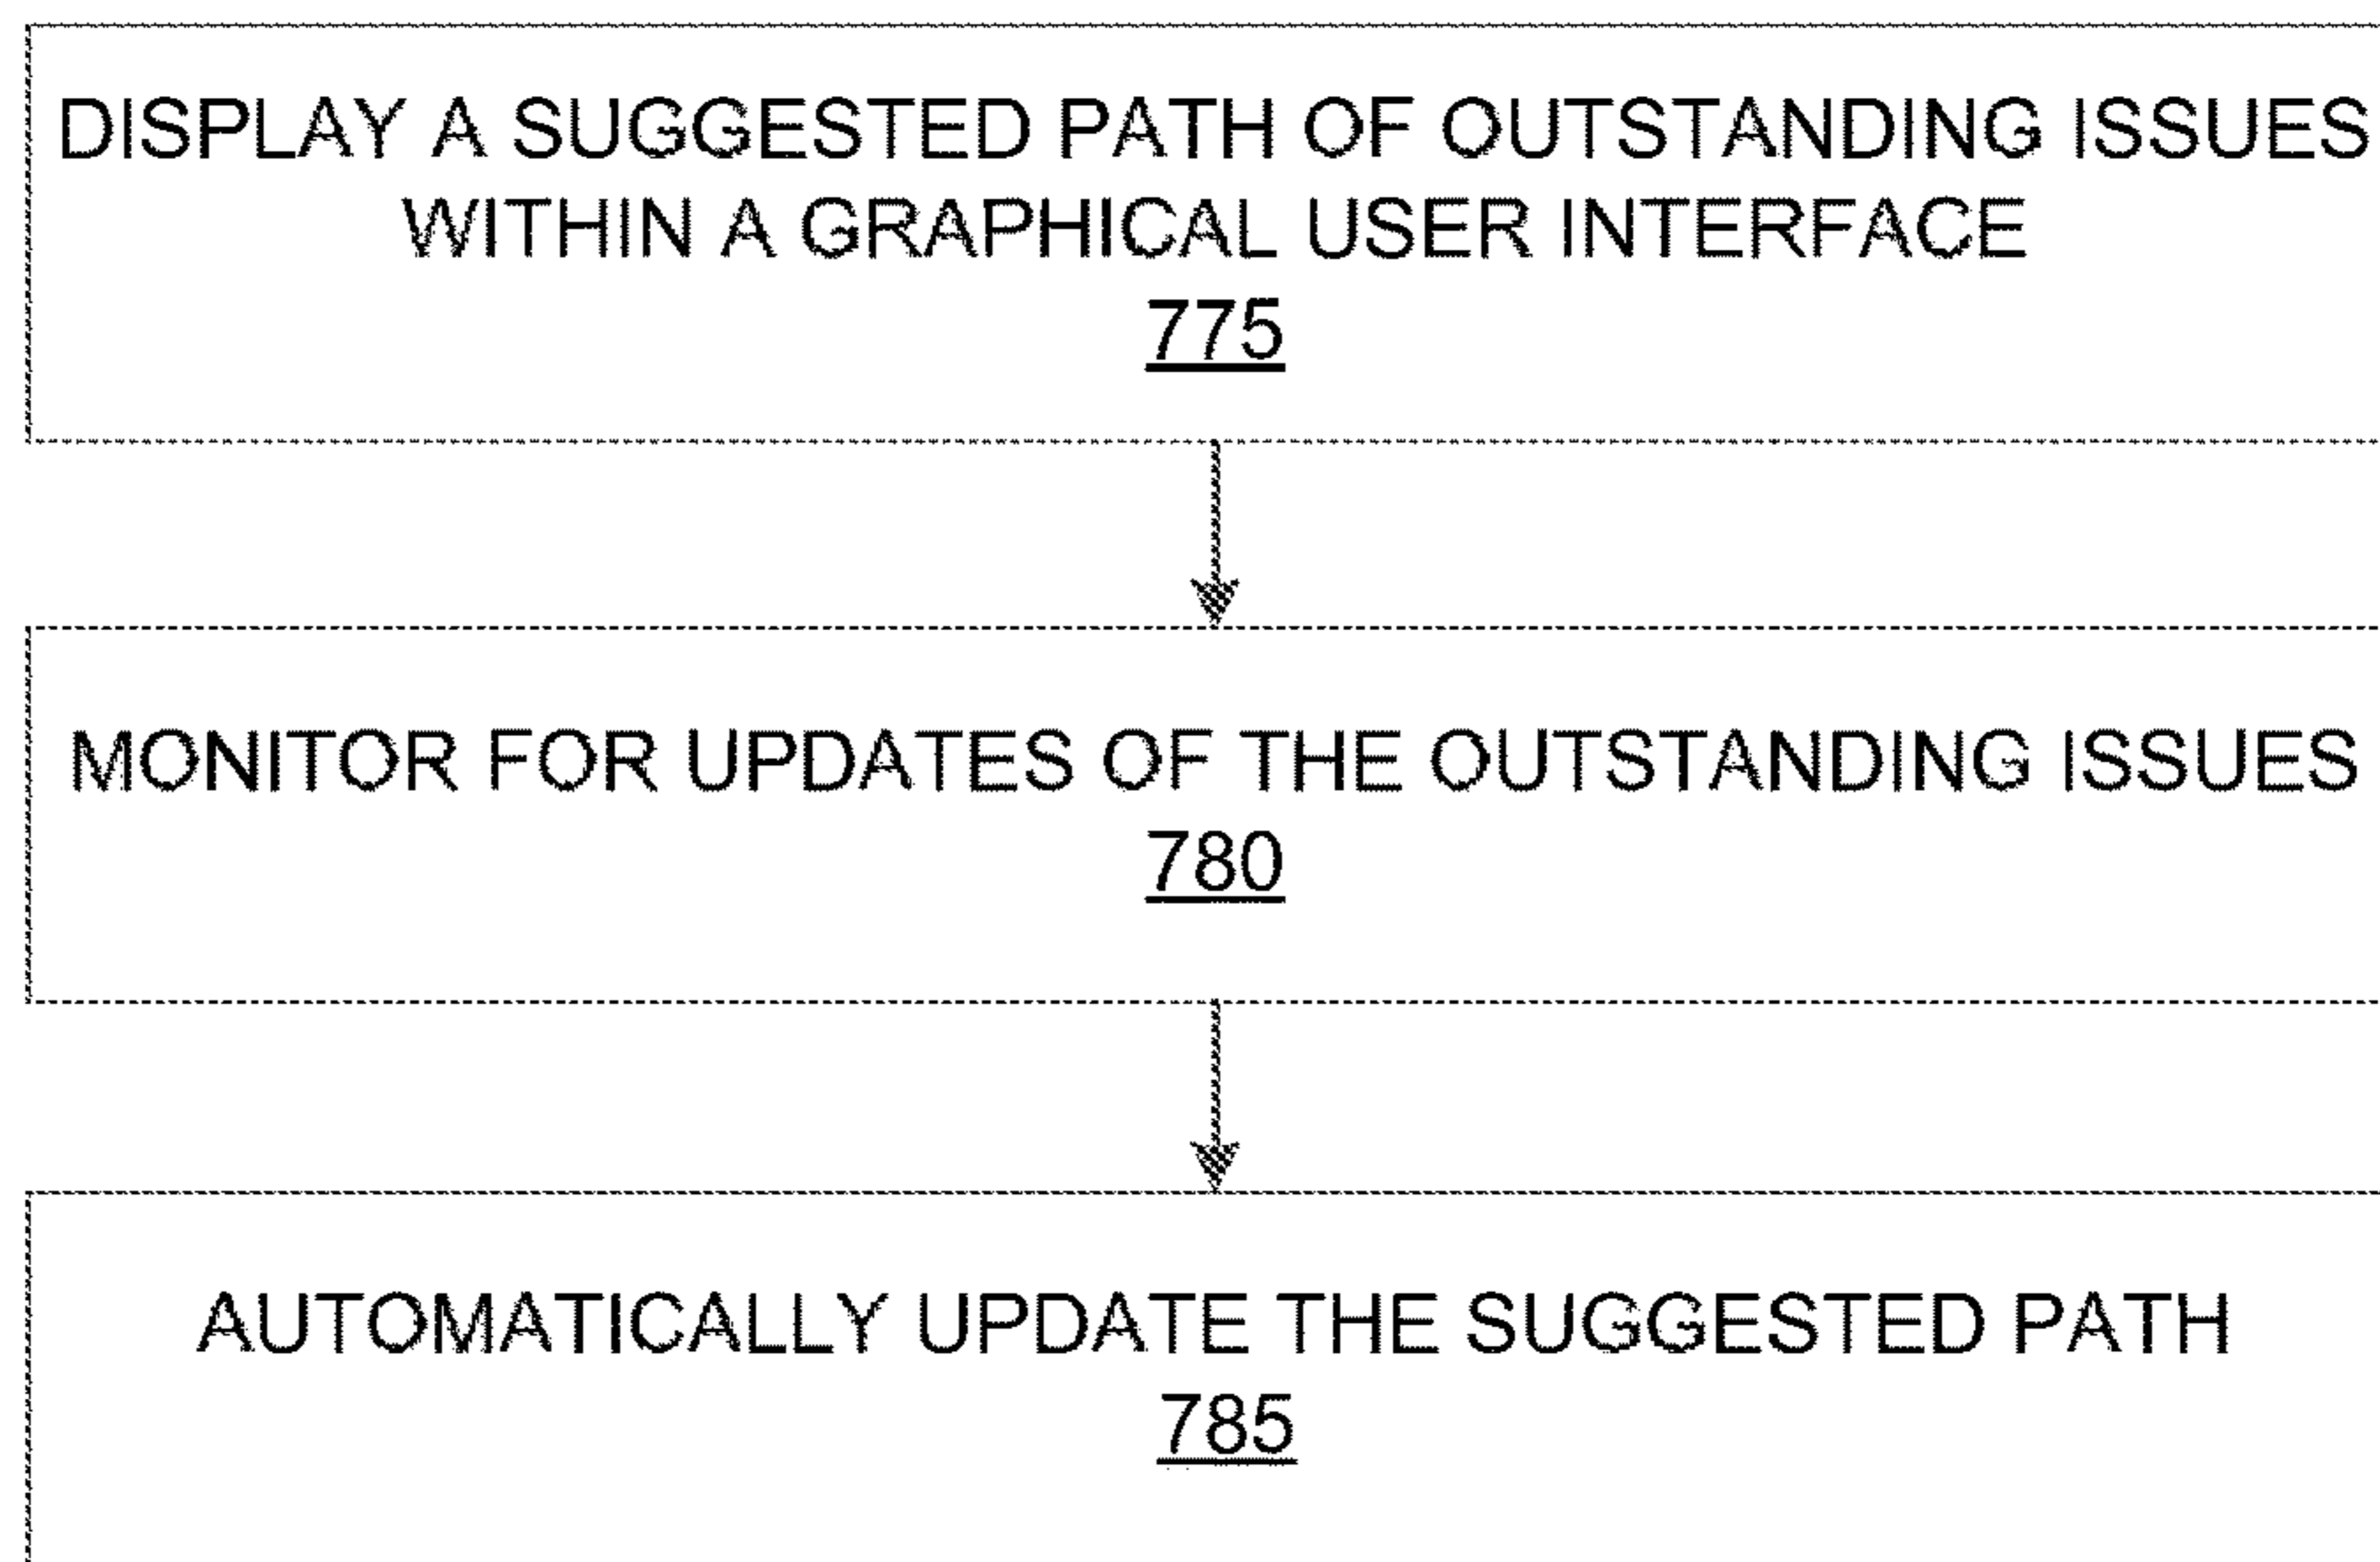 DISPLAY A SUGGESTED PATH OF OUTSTANDING ISSUES
WITHIN A GRAPHICAL USER INTERFACE
775
MONITOR FOR UPDATES OF THE OUTSTANDING ISSUES
780
AUTOMATICALLY UPDATE THE SUGGESTED PATH
785